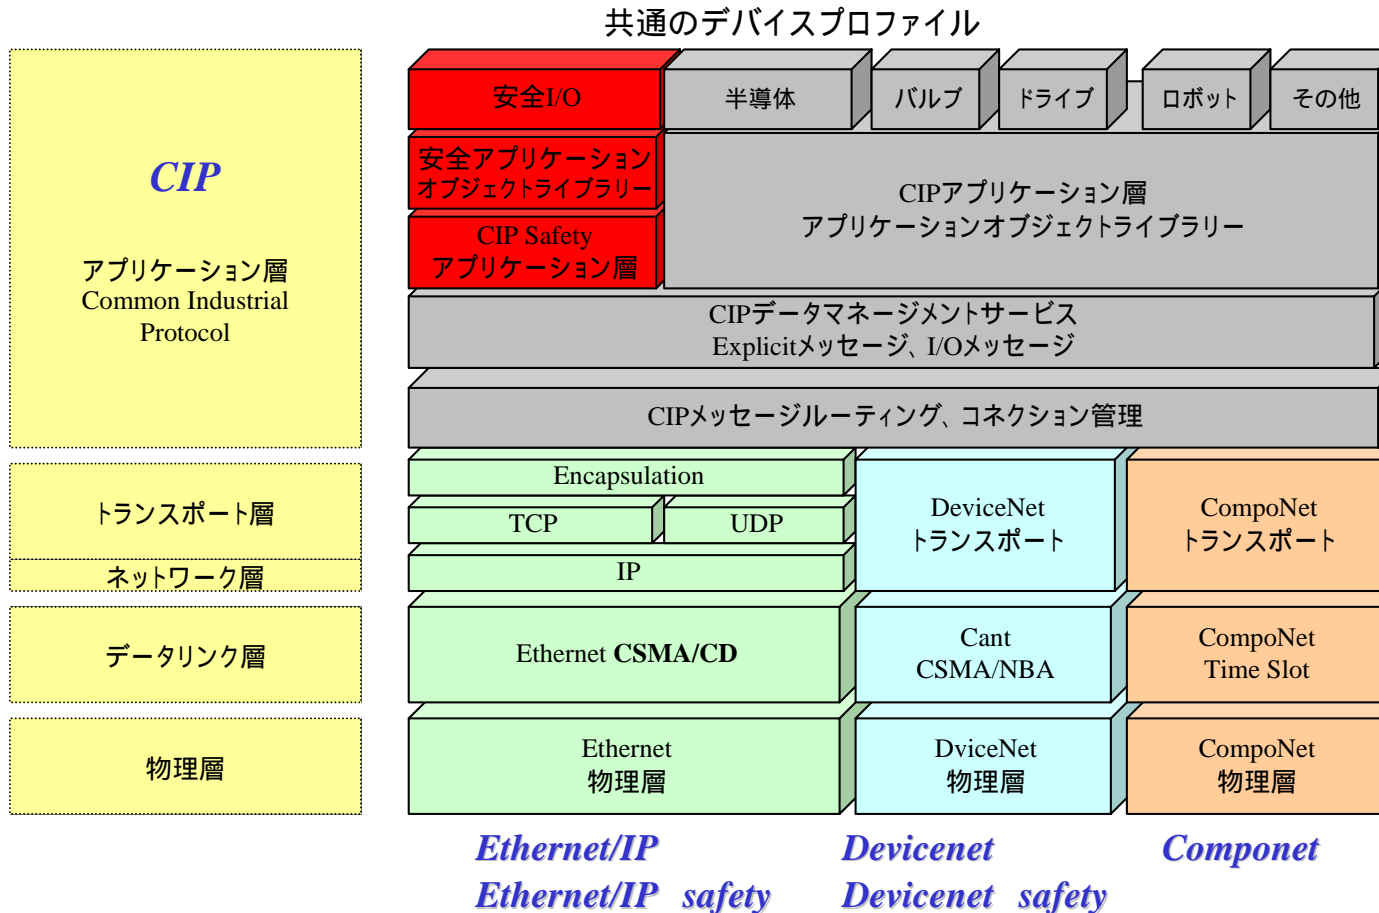 共通のデバイスプロファイル
安全I/O
半導体
バルブ
ドライブ
ロボット
その他
CIP
アプリケーション層
Common Industrial
Protocol
安全アプリケーション
オブジェクトライブラリー
CIP Safety
アプリケーション層
CIPアプリケーション層
アプリケーションオブジェクトライブラリー
CIPデータマネージメントサービス
Explicitメッセージ、I/Oメッセージ
CIPメッセージルーティング、コネクション管理
トランスポート層
ネットワーク層
Encapsulation
TCP
UDP
IP
DeviceNet
トランスポート
CompoNet
トランスポート
データリンク層
Ethernet CSMA/CD
Cant
CSMA/NBA
CompoNet
Time Slot
物理層
Ethernet
物理層
DviceNet
物理層
CompoNet
物理層
Ethernet/IP
Devicenet
Componet
Ethernet/IP safety
Devicenet safety